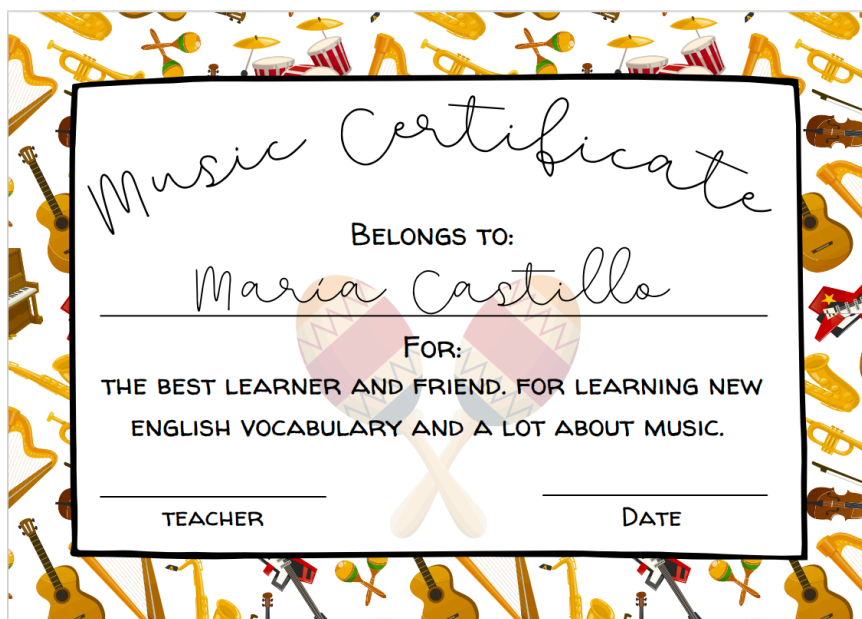 Music Certificate
BELONGS TO:
María Castillo
FOR:
THE BEST LEARNER AND FRIEND. FOR LEARNING NEW
ENGLISH VOCABULARY AND A LOT ABOUT MUSIC.
TEACHER
DATE